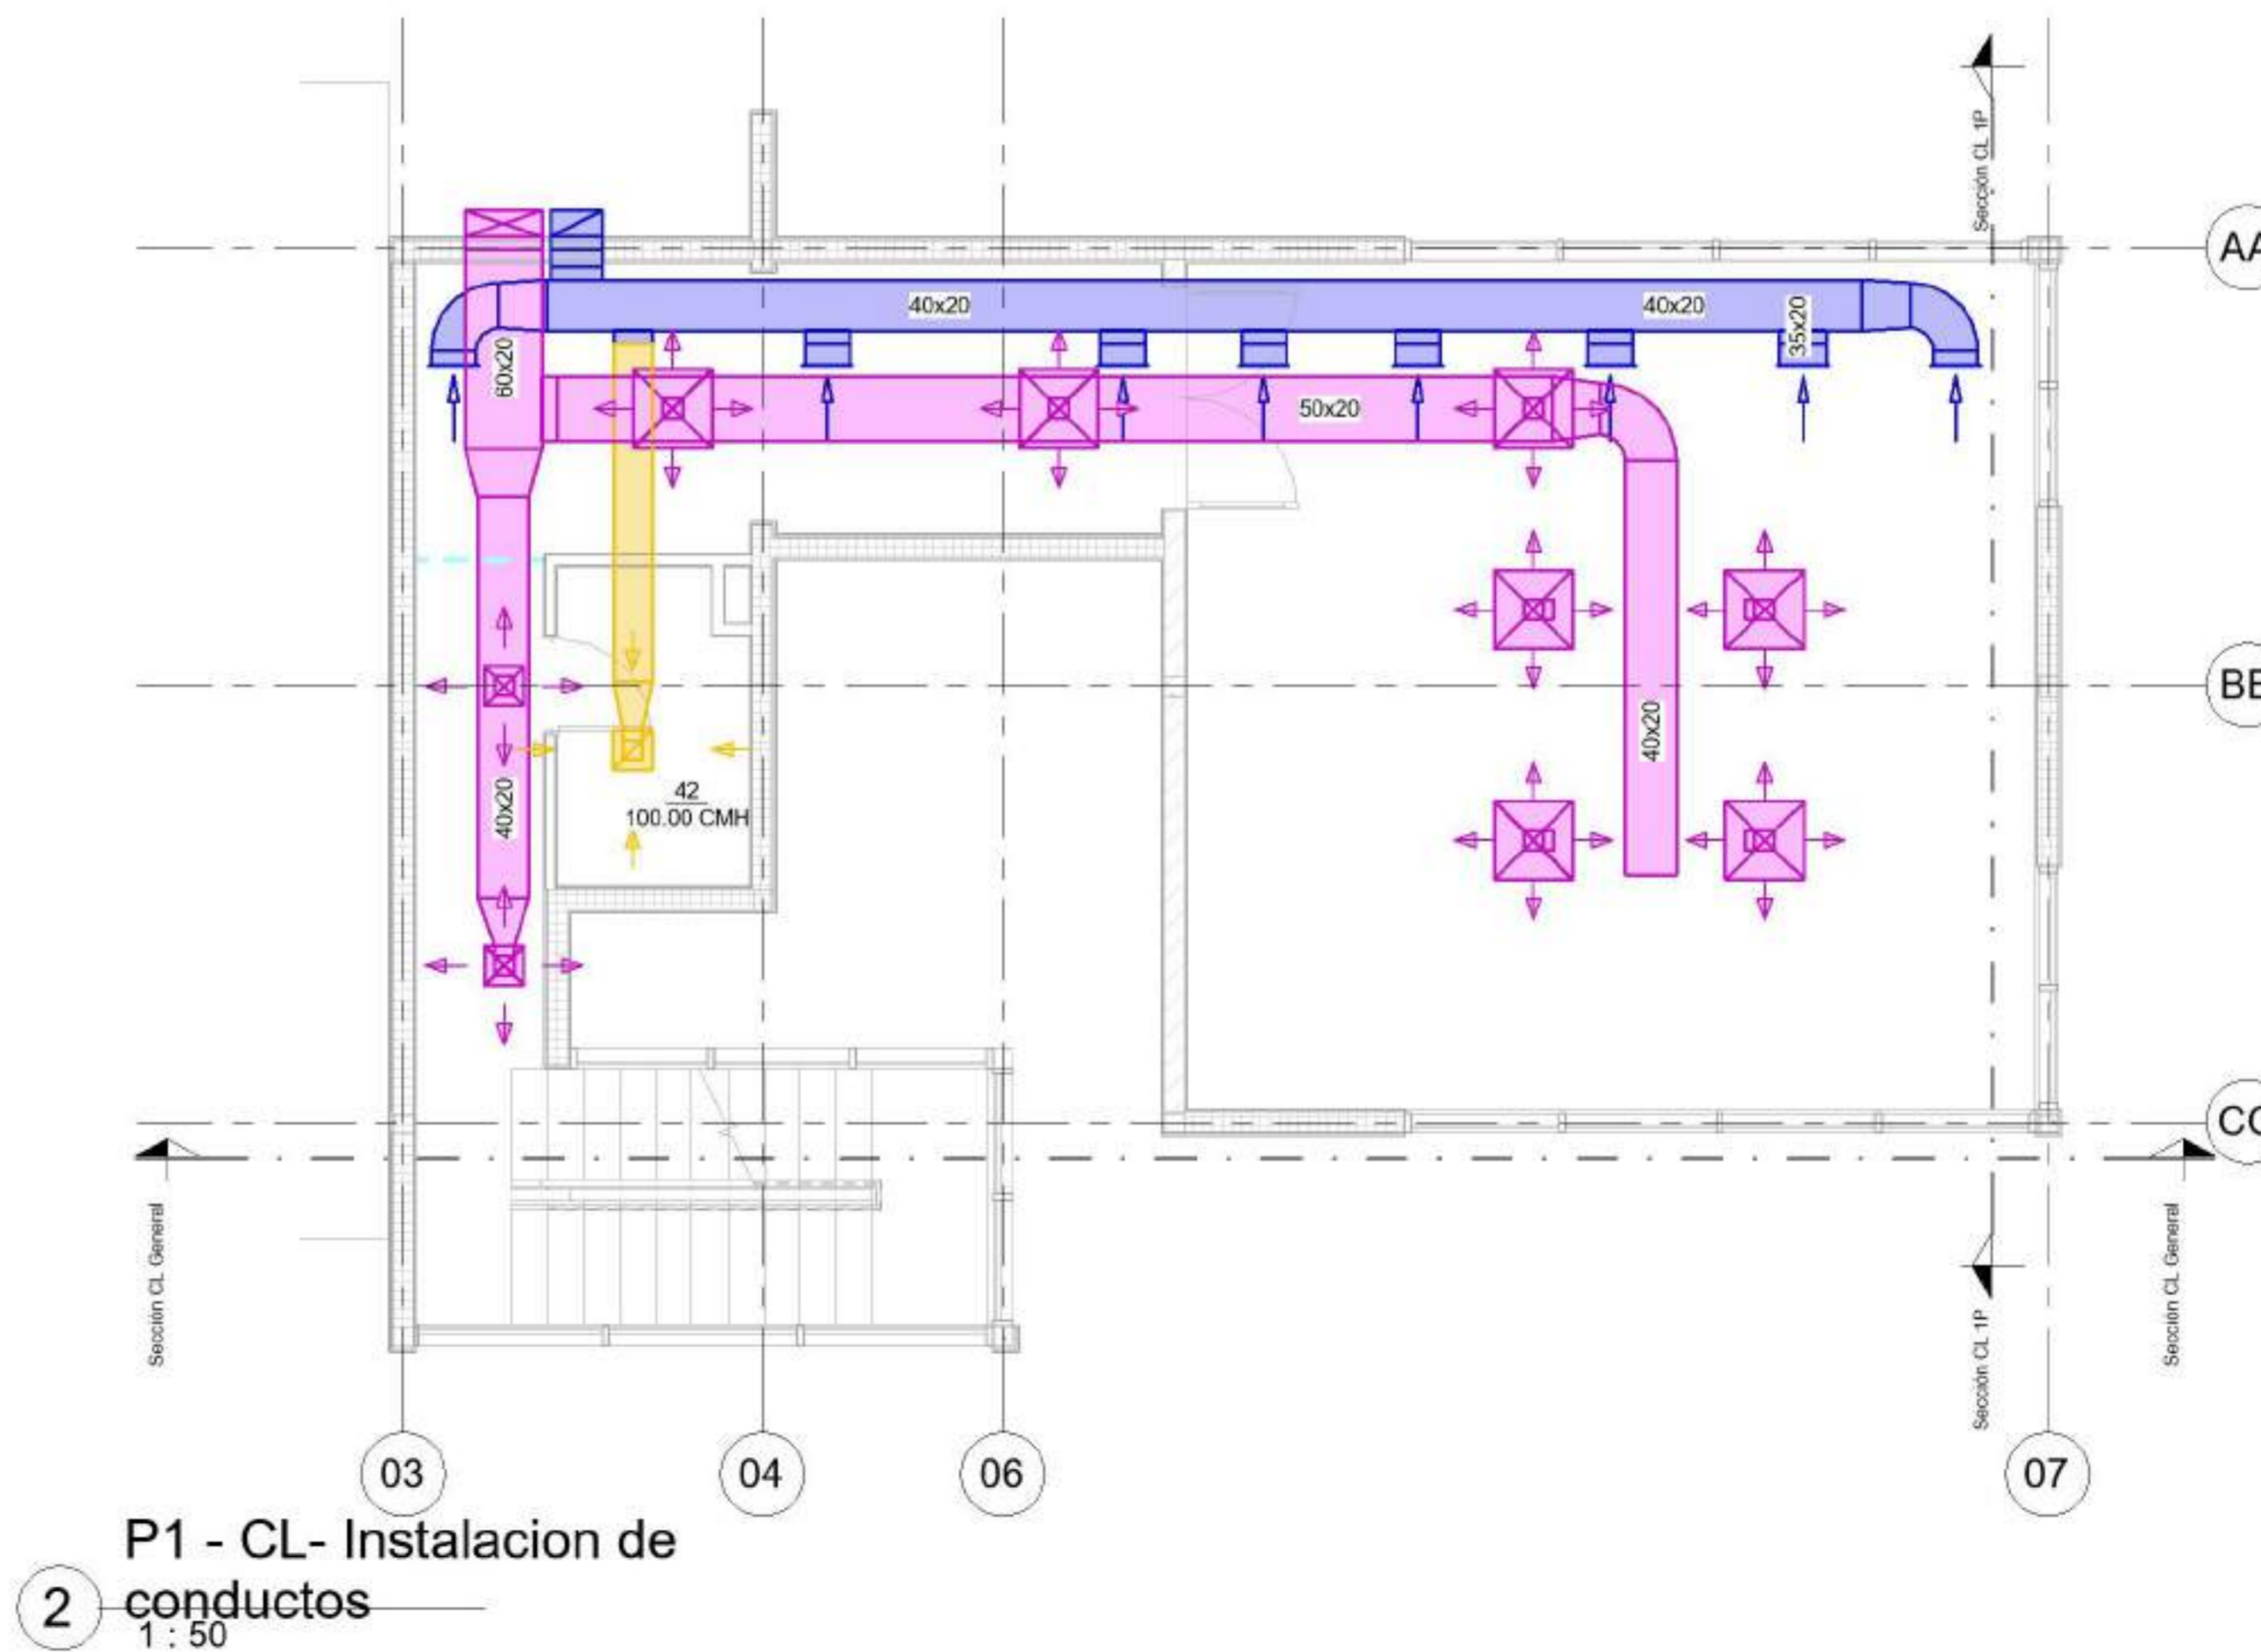 Sección CL 1P
AA
40x20
40x20
35x20
60x20
50x20
BB
40x20
40x20
42
100.00 CMH
CC
Sección CL General
Sección CL General
Sección CL 1P
03
04
06
07
P1 - CL- Instalacion de
conductos
2
1 : 50